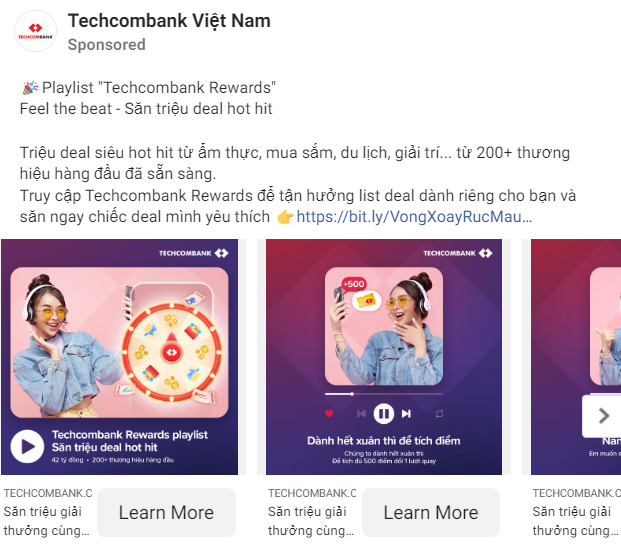 Techcombank Việt Nam
TECHCOMBANK
Sponsored
🎉 Playlist "Techcombank Rewards"
Feel the beat - Săn triệu deal hot hit
Triệu deal siêu hot hit từ ẩm thực, mua sắm, du lịch, giải trí... từ 200+ thương
hiệu hàng đầu đã sẵn sàng.
Truy cập Techcombank Rewards để tận hưởng list deal dành riêng cho bạn và
săn ngay chiếc deal mình yêu thích 👉 https://bit.ly/VongXoayRucMau...
TECHCOMBANK
Techcombank Rewards playlist
Săn triệu deal hot hit
42 tỷ đồng • 200+ thương hiệu hàng đầu
TECHCOMBANK.C
Săn triệu giải
thưởng cùng...
Learn More
TECHCOMBANK
+500
Dành hết xuân thì để tích điểm
Chúng ta dành hết xuân thì
Để tích đủ 500 điểm đổi 1 lượt quay
TECHCOMBANK.C
Săn triệu giải
thưởng cùng...
Learn More
Em muốn s
TECHCOMBANK.C
Săn triệu giải
thưởng cùng...